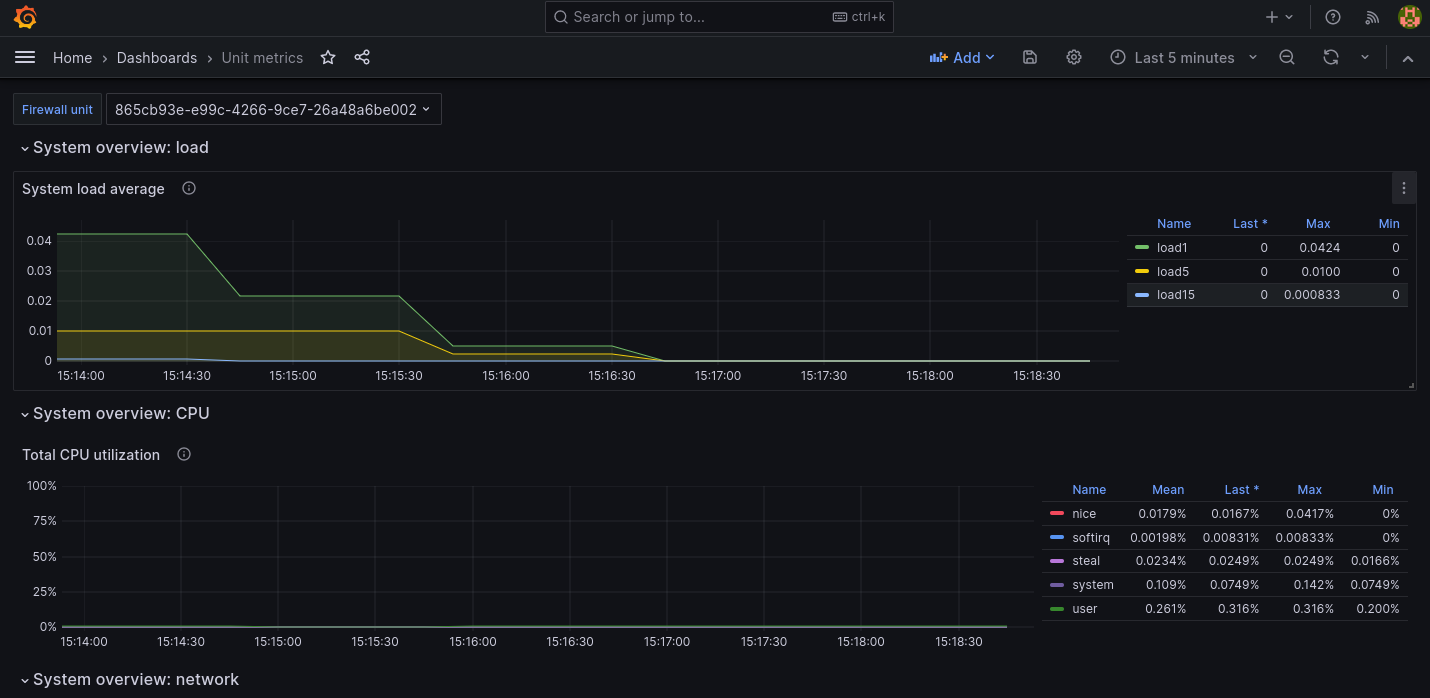 Search or jump to... ctrl+k
Home › Dashboards › Unit metrics Add Last 5 minutes
Firewall unit 865cb93e-e99c-4266-9ce7-26a48a6be002
System overview: load
System load average
Name Last * Max Min
load1 0 0.0424 0
load5 0 0.0100 0
load15 0 0.000833 0
0.04
0.03
0.02
0.01
0
15:14:00 15:14:30 15:15:00 15:15:30 15:16:00 15:16:30 15:17:00 15:17:30 15:18:00 15:18:30
System overview: CPU
Total CPU utilization
Name Mean Last * Max Min
nice 0.0179% 0.0167% 0.0417% 0%
softirq 0.00198% 0.00831% 0.00833% 0%
steal 0.0234% 0.0249% 0.0249% 0.0166%
system 0.109% 0.0749% 0.142% 0.0749%
user 0.261% 0.316% 0.316% 0.200%
100%
75%
50%
25%
0%
15:14:00 15:14:30 15:15:00 15:15:30 15:16:00 15:16:30 15:17:00 15:17:30 15:18:00 15:18:30
System overview: network